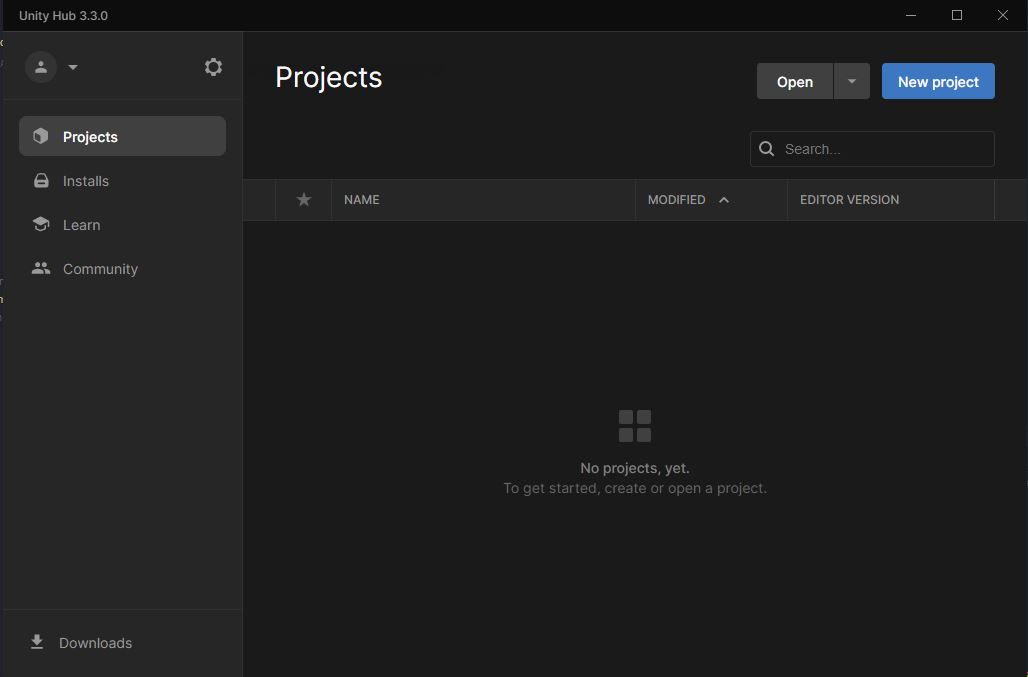 Unity Hub 3.3.0
Projects
Installs
Learn
Community
Downloads
Projects
Open
New project
Search...
NAME MODIFIED EDITOR VERSION
No projects, yet.
To get started, create or open a project.